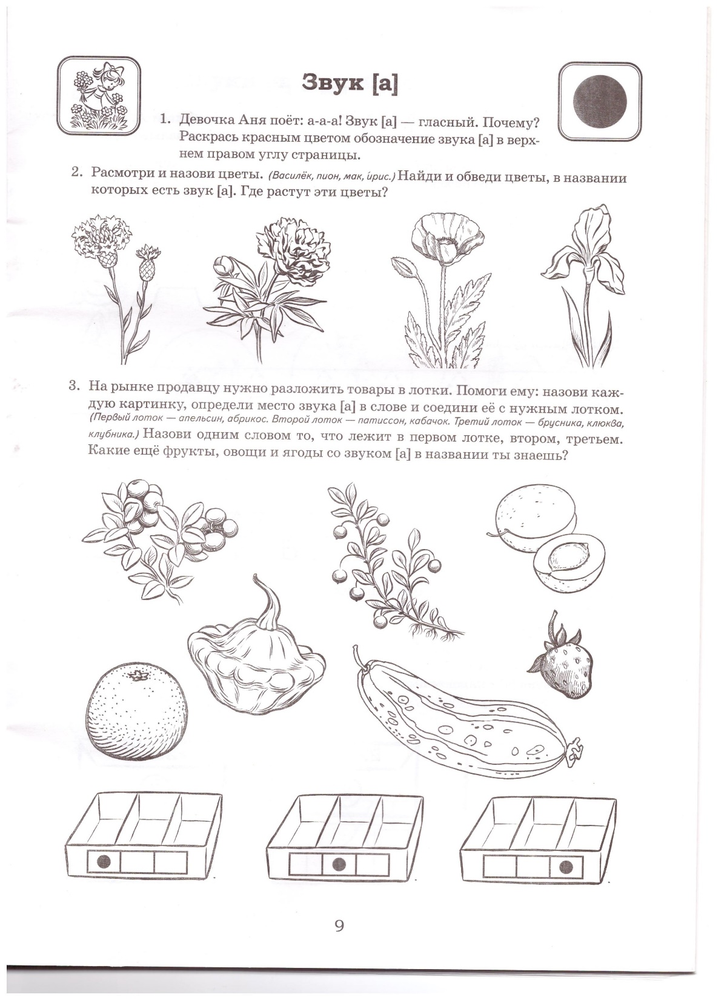 Звук [а]
1. Девочка Аня поёт: а-а-а! Звук [а] — гласный. Почему?
Раскрась красным цветом обозначение звука [а] в верх-
нем правом углу страницы.
2. Расмотри и назови цветы. (Василёк, пион, мак, и́рис.) Найди и обведи цветы, в названии
которых есть звук [а]. Где растут эти цветы?
3. На рынке продавцу нужно разложить товары в лотки. Помоги ему: назови каж-
дую картинку, определи место звука [а] в слове и соедини её с нужным лотком.
(Первый лоток — апельсин, абрикос. Второй лоток — патиссон, кабачок. Третий лоток — брусника, клюква,
клубника.) Назови одним словом то, что лежит в первом лотке, втором, третьем.
Какие ещё фрукты, овощи и ягоды со звуком [а] в названии ты знаешь?
9